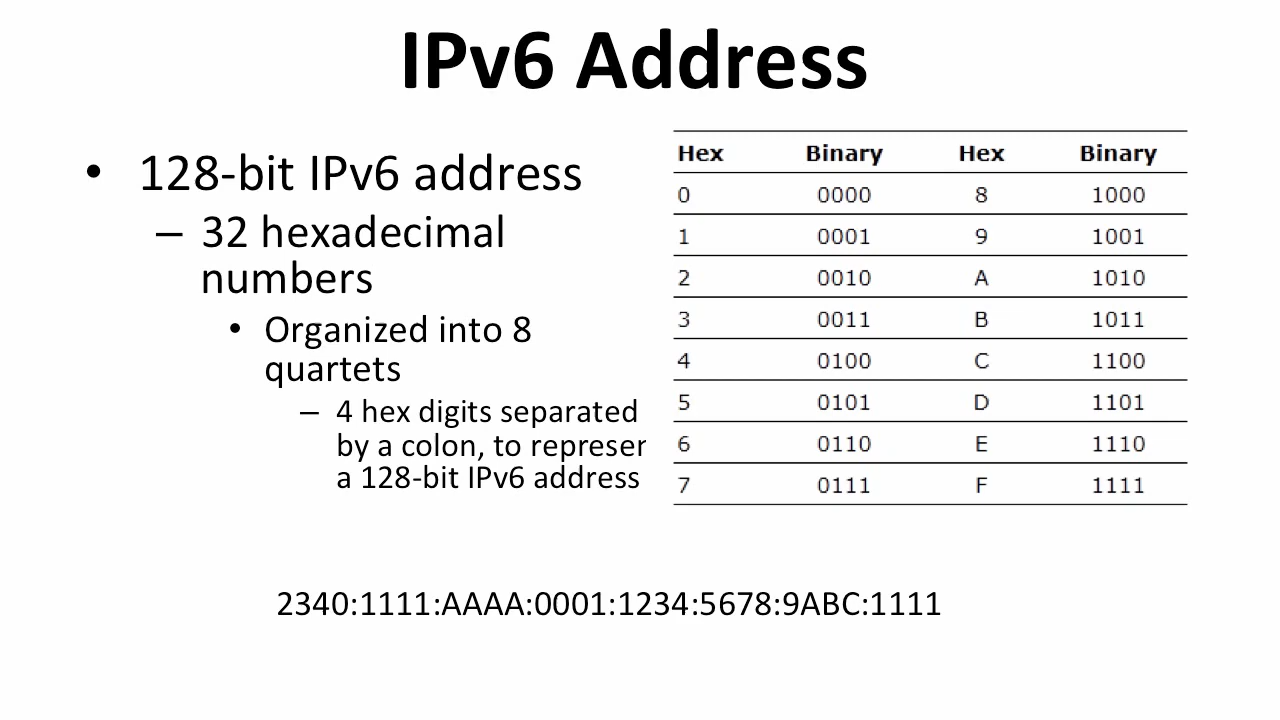 IPv6 Address
• 128-bit IPv6 address
– 32 hexadecimal
numbers
• Organized into 8
quartets
– 4 hex digits separated
by a colon, to represer
a 128-bit IPv6 address
Hex Binary Hex Binary
0 0000 8 1000
1 0001 9 1001
2 0010 A 1010
3 0011 B 1011
4 0100 C 1100
5 0101 D 1101
6 0110 E 1110
7 0111 F 1111
2340:1111:AAAA:0001:1234:5678:9ABC:1111